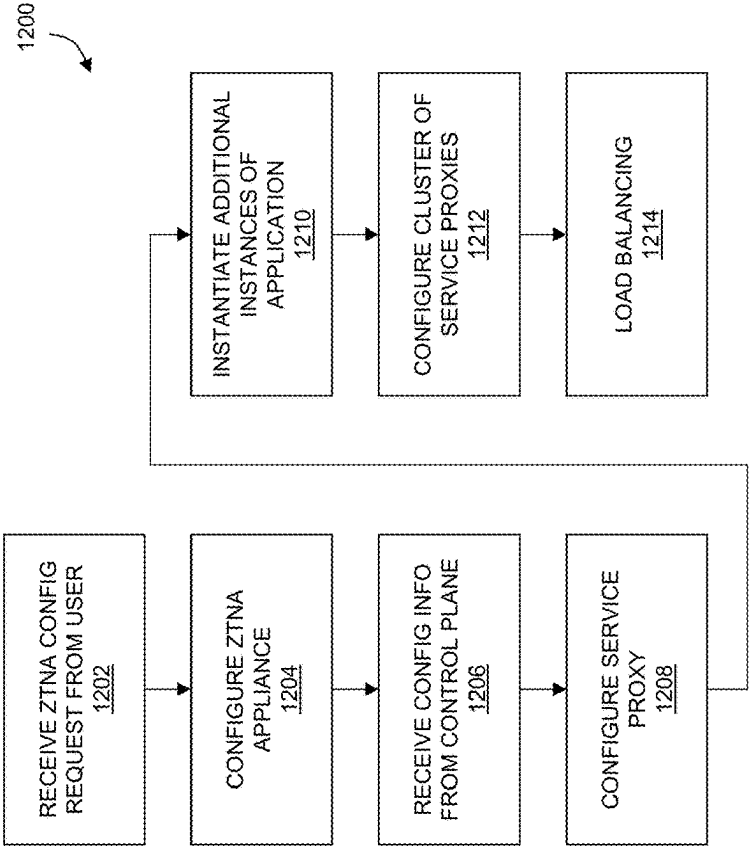 1200
RECEIVE ZTNA CONFIG
REQUEST FROM USER
1202
CONFIGURE ZTNA
APPLIANCE
1204
RECEIVE CONFIG INFO
FROM CONTROL PLANE
1206
CONFIGURE SERVICE
PROXY
1208
INSTANTIATE ADDITIONAL
INSTANCES OF
APPLICATION
1210
CONFIGURE CLUSTER OF
SERVICE PROXIES
1212
LOAD BALANCING
1214